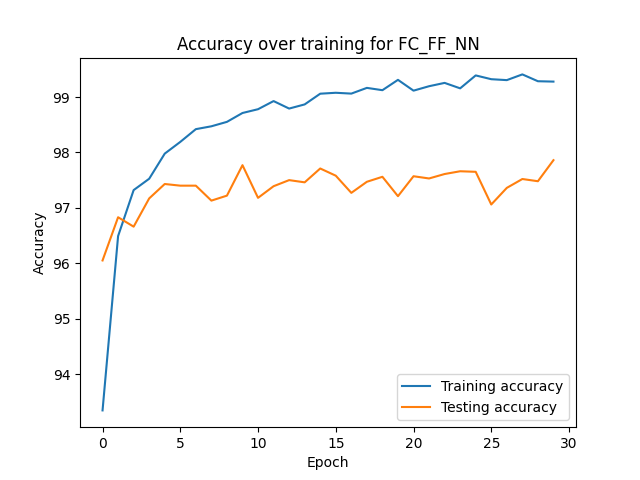 Accuracy over training for FC_FF_NN
99
98
97
96
95
94
Accuracy
0 5 10 15 20 25 30
Epoch
Training accuracy
Testing accuracy